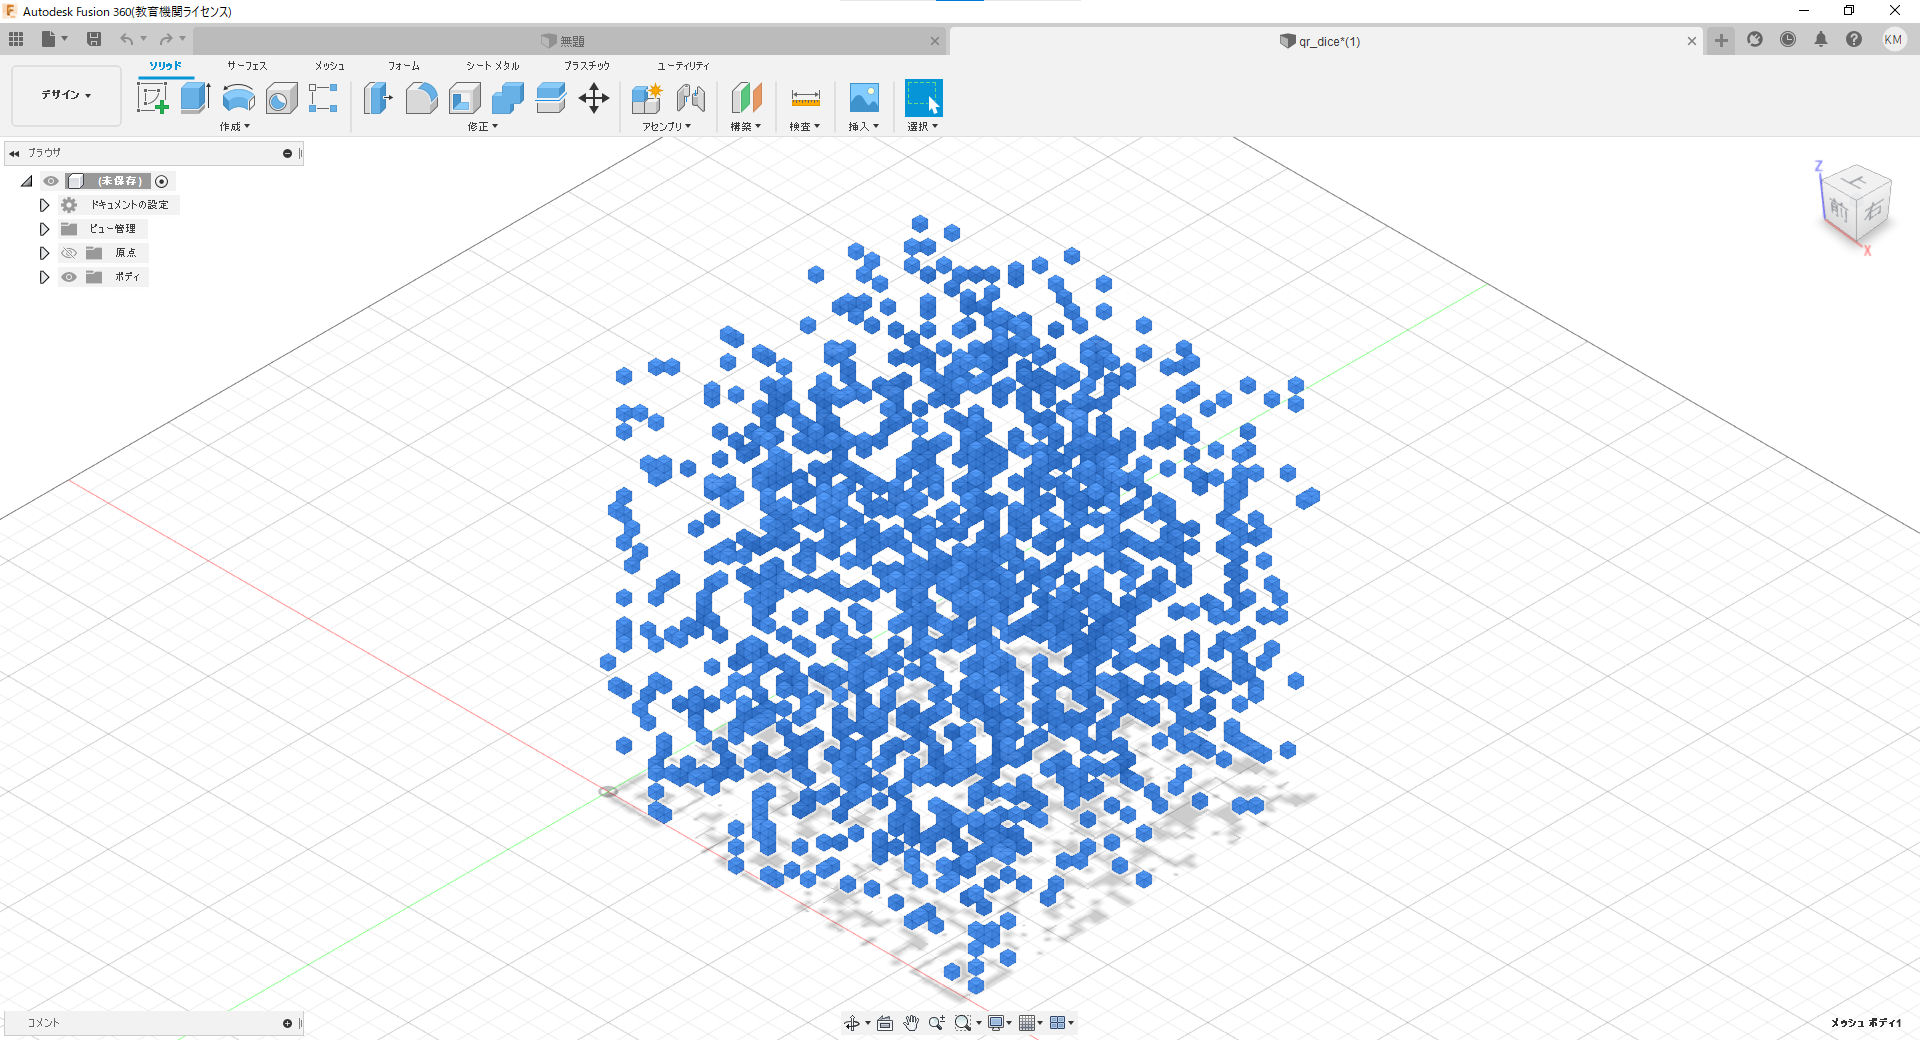 Autodesk Fusion 360(教育機関ライセンス)
無題
qr_dice*(1)
KM
デザイン
ソリッド サーフェス メッシュ フォーム シート メタル プラスチック ユーティリティ
作成 修正 アセンブリ 構築 検査 挿入 選択
ブラウザ
(未保存)
ドキュメントの設定
ビュー管理
原点
ボディ
Z
上
前 右
X
コメント
メッシュ ボディ1